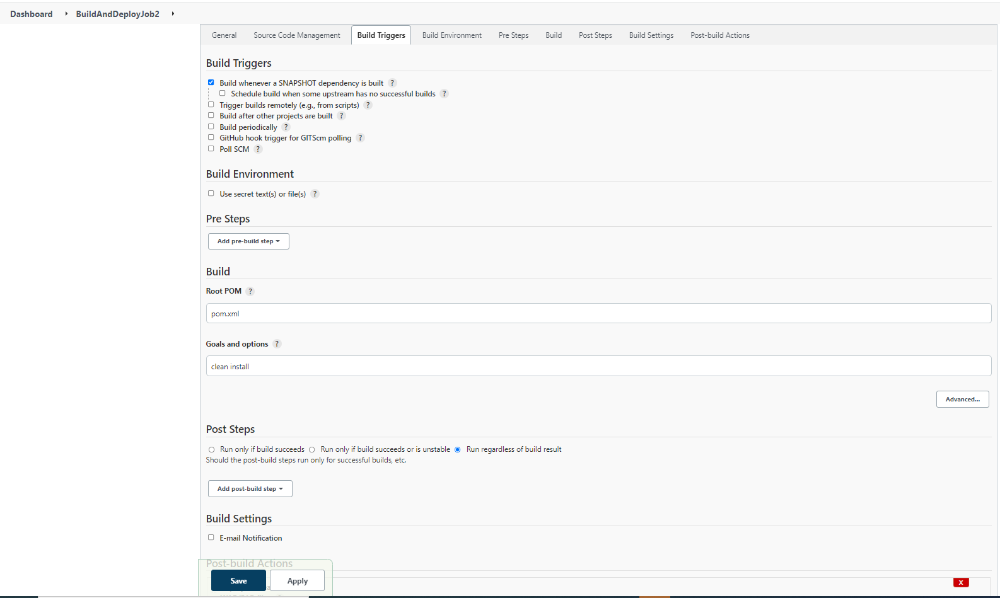 Dashboard BuildAndDeployJob2
General Source Code Management Build Triggers Build Environment Pre Steps Build Post Steps Build Settings Post-build Actions
Build Triggers
Build whenever a SNAPSHOT dependency is built ?
Schedule build when some upstream has no successful builds ?
Trigger builds remotely (e.g., from scripts) ?
Build after other projects are built ?
Build periodically ?
GitHub hook trigger for GITScm polling ?
Poll SCM ?
Build Environment
Use secret text(s) or file(s) ?
Pre Steps
Add pre-build step
Build
Root POM ?
pom.xml
Goals and options ?
clean install
Advanced...
Post Steps
Run only if build succeeds Run only if build succeeds or is unstable Run regardless of build result
Should the post-build steps run only for successful builds, etc.
Add post-build step
Build Settings
E-mail Notification
Post-build Actions
Save Apply X